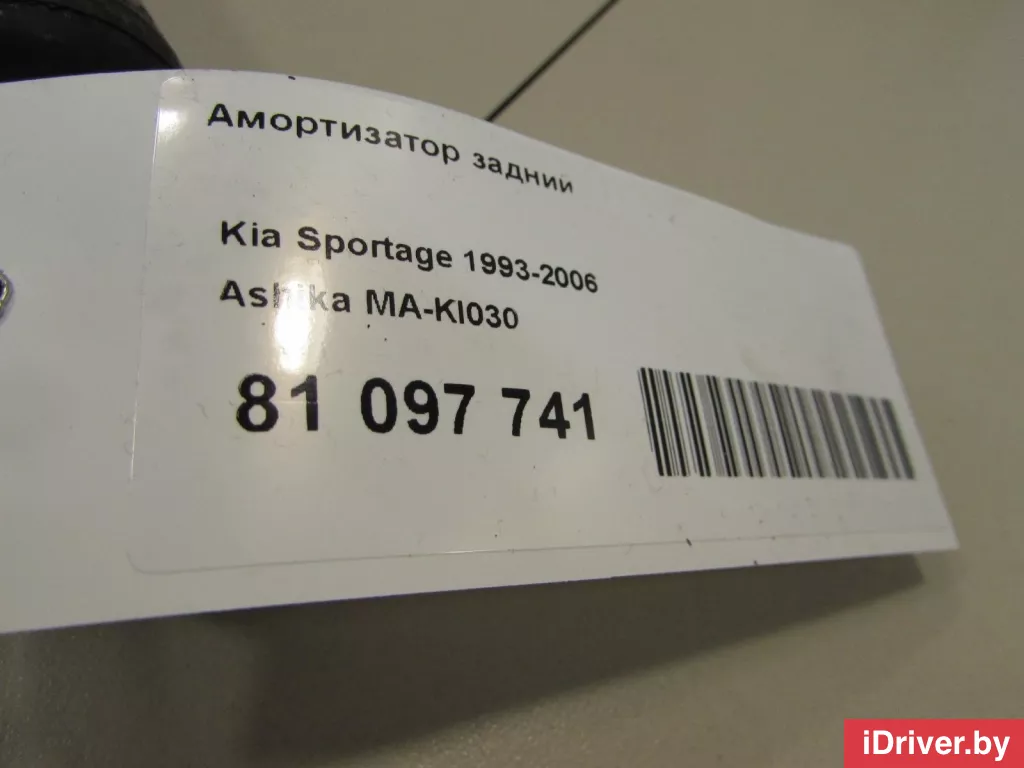 Амортизатор задний
Kia Sportage 1993-2006
Ashika MA-KI030
81 097 741
iDriver.by